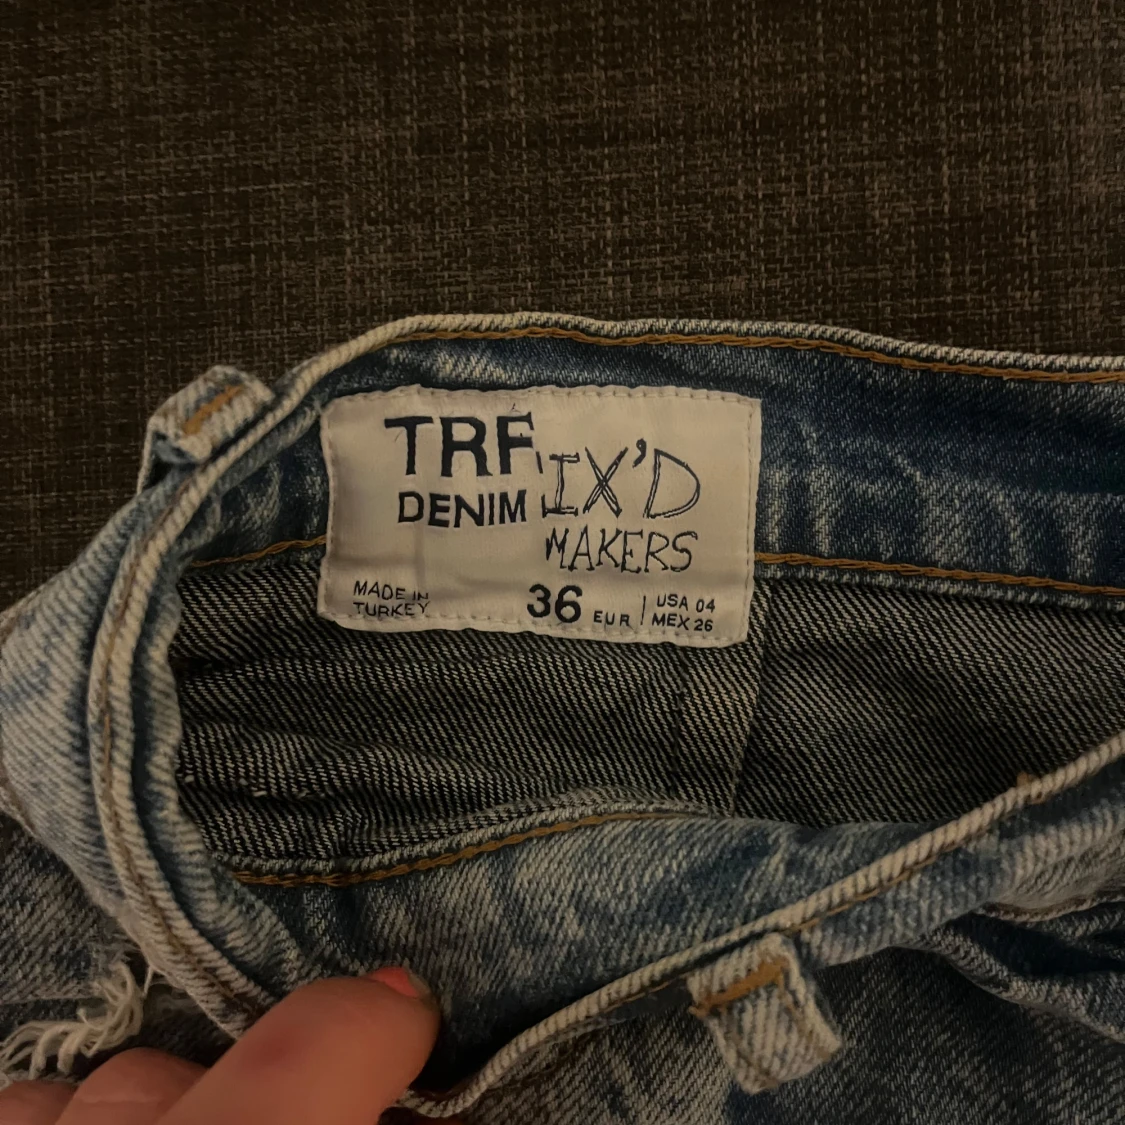 TRF
DENIM
IX'D
MAKERS
MADE IN
TURKEY
36 EUR
USA 04
MEX 26